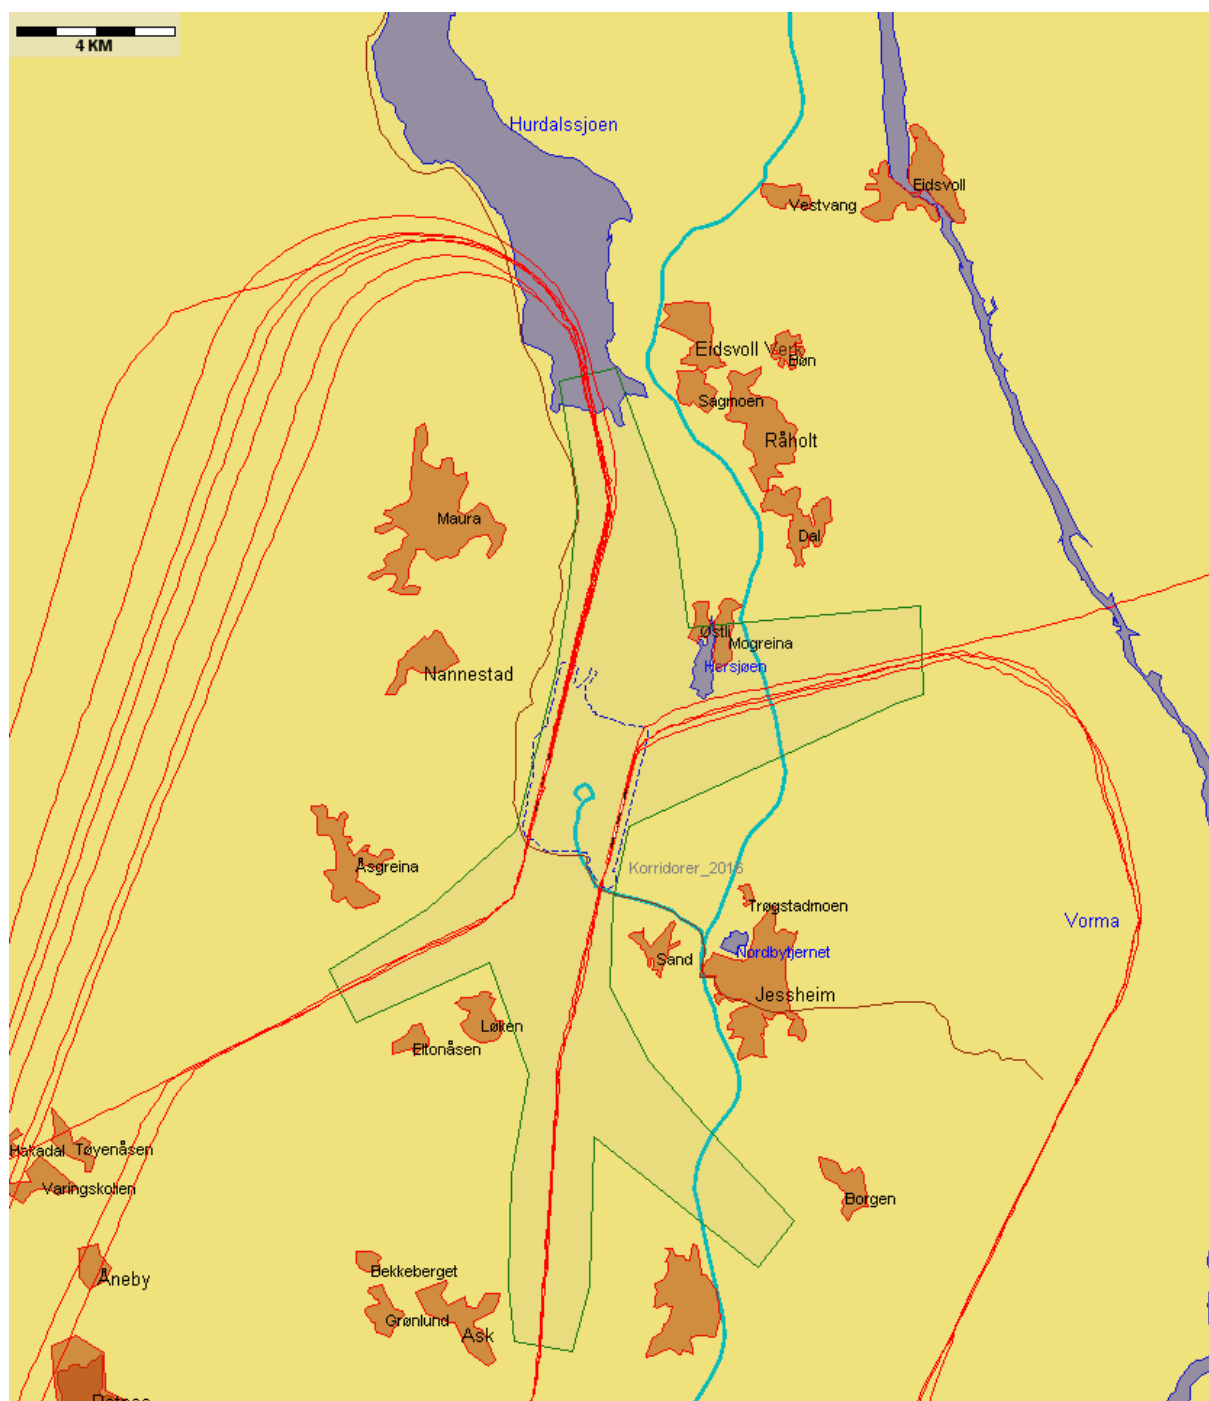 4 KM
Hurdalssjoen
Eidsvoll
Vestvang
Eidsvoll Verk
Bøn
Sagmoen
Råholt
Maura
Dal
Østli
Mogreina
Hersjøen
Nannestad
Korridorer_2016
Åsgreina
Trøgstadmoen
Vorma
Nordbytjernet
Sand
Jessheim
Løken
Eltonåsen
Hakadal
Tøyenåsen
Varingskollen
Borgen
Åneby
Bekkeberget
Grønlund
Ask